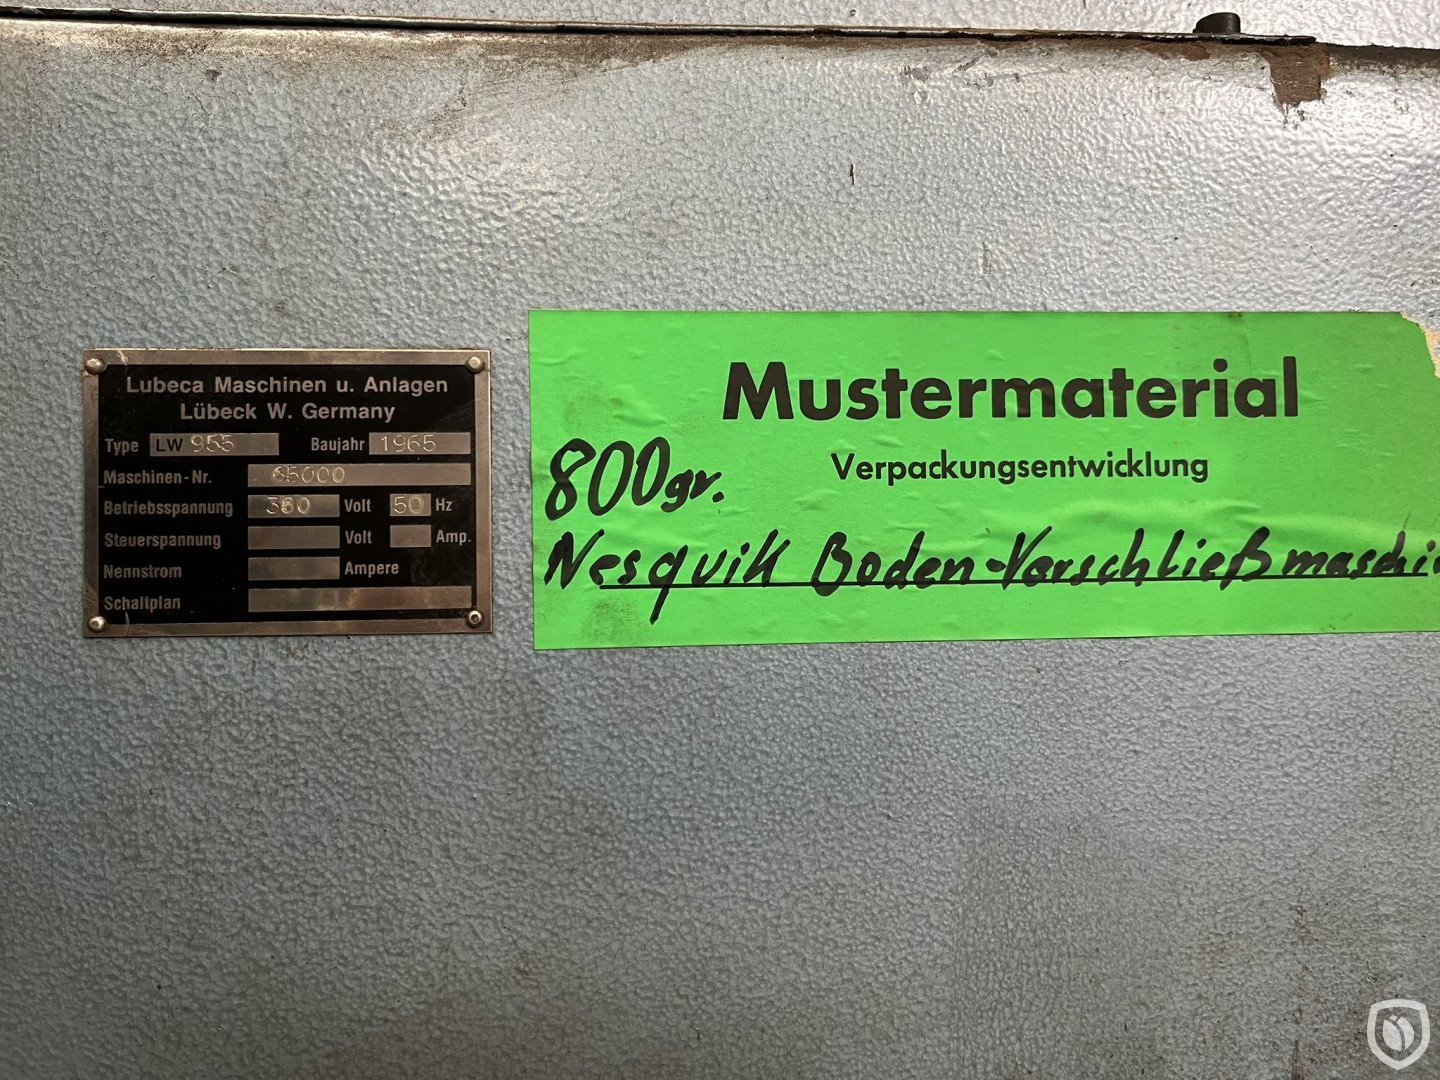 Lubeca Maschinen u. Anlagen
Lübeck W. Germany
Type LW 955 Baujahr 1965
Maschinen-Nr. 65000
Betriebsspannung 380 Volt 50 Hz
Steuerspannung Volt Amp.
Nennstrom Ampere
Schaltplan
Mustermaterial
Verpackungsentwicklung
800gr.
Nesquik Boden-Verschließmaschi